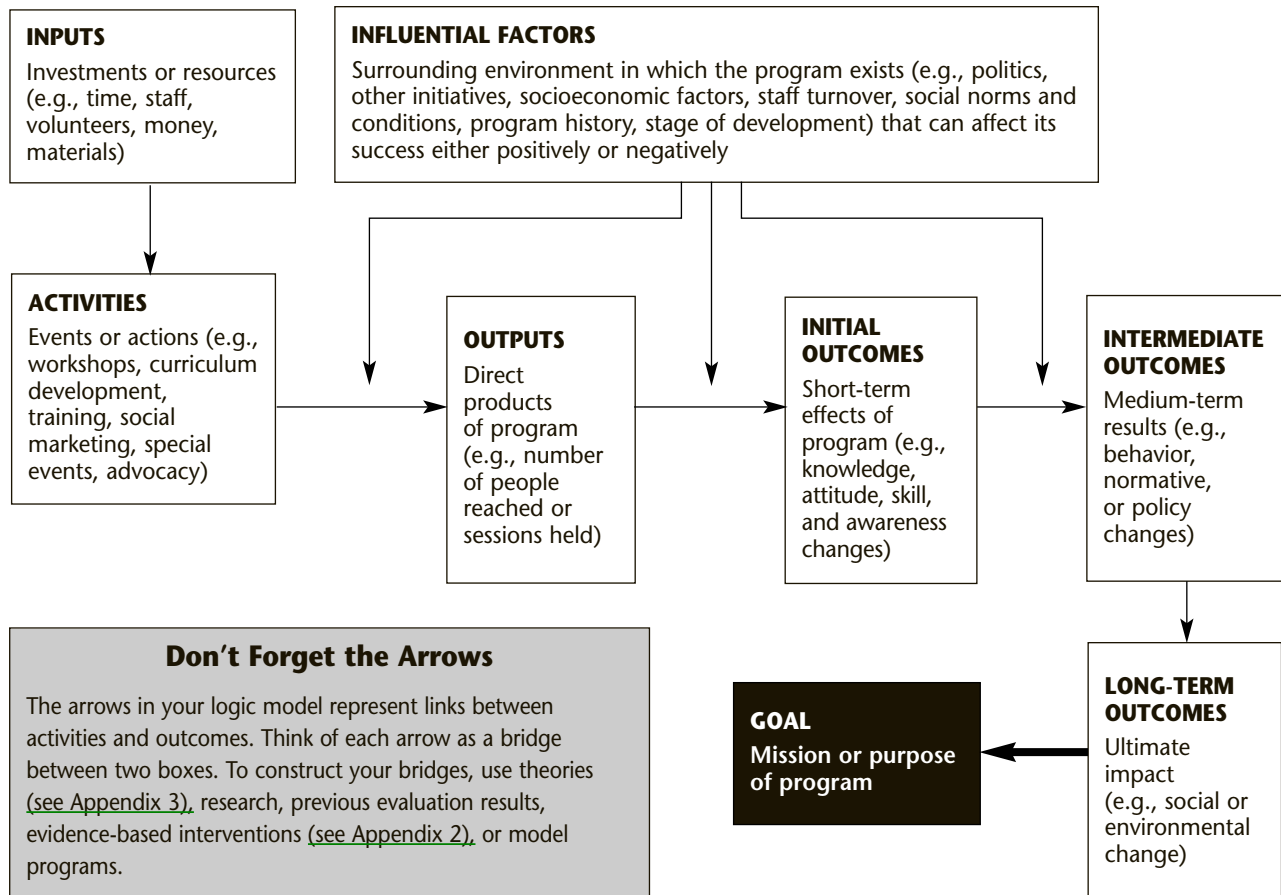 INPUTS
Investments or resources
(e.g., time, staff,
volunteers, money,
materials)
INFLUENTIAL FACTORS
Surrounding environment in which the program exists (e.g., politics,
other initiatives, socioeconomic factors, staff turnover, social norms and
conditions, program history, stage of development) that can affect its
success either positively or negatively
ACTIVITIES
Events or actions (e.g.,
workshops, curriculum
development,
training, social
marketing, special
events, advocacy)
OUTPUTS
Direct
products
of program
(e.g., number
of people
reached or
sessions held)
INITIAL
OUTCOMES
Short-term
effects of
program (e.g.,
knowledge,
attitude, skill,
and awareness
changes)
INTERMEDIATE
OUTCOMES
Medium-term
results (e.g.,
behavior,
normative,
or policy
changes)
Don't Forget the Arrows
The arrows in your logic model represent links between
activities and outcomes. Think of each arrow as a bridge
between two boxes. To construct your bridges, use theories
(see Appendix 3), research, previous evaluation results,
evidence-based interventions (see Appendix 2), or model
programs.
GOAL
Mission or purpose
of program
LONG-TERM
OUTCOMES
Ultimate
impact
(e.g., social or
environmental
change)